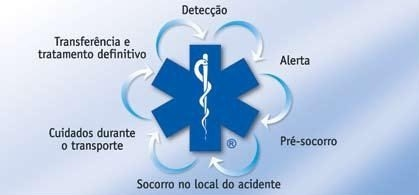 Detecção
Alerta
Pré-socorro
Socorro no local do acidente
Cuidados durante
o transporte
Transferência e
tratamento definitivo
®